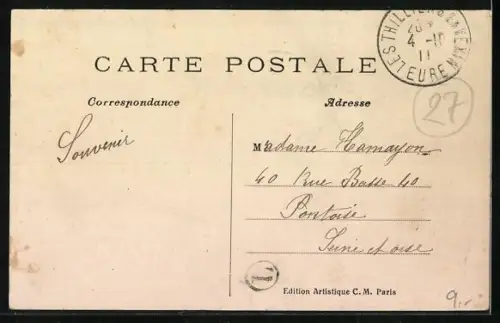 LES THILLIERS EN VEXIN
4 -10
11
EURE
CARTE POSTALE
Correspondance
Adresse
27
Souvenir
Madame Hamayon
40 Rue Basse 40
Pontoise
Seine et oise
Edition Artistique C. M. Paris
9.-